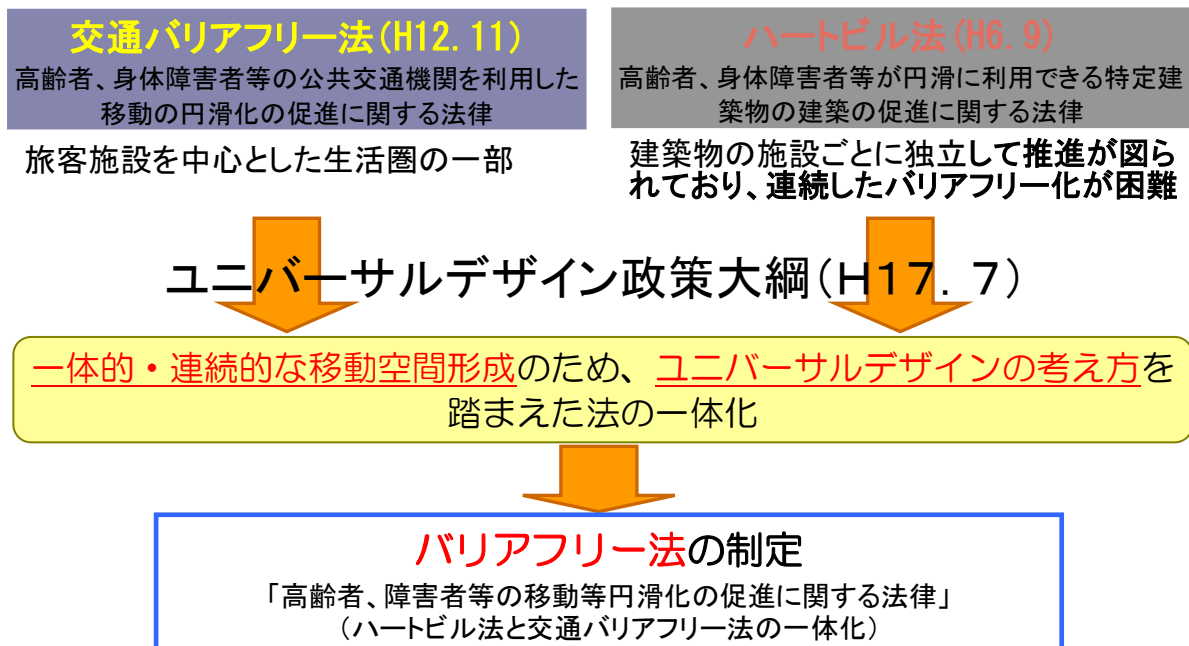 交通バリアフリー法(H12.11)
高齢者、身体障害者等の公共交通機関を利用した
移動の円滑化の促進に関する法律
旅客施設を中心とした生活圏の一部
ハートビル法(H6.9)
高齢者、身体障害者等が円滑に利用できる特定建
築物の建築の促進に関する法律
建築物の施設ごとに独立して推進が図ら
れており、連続したバリアフリー化が困難
ユニバーサルデザイン政策大綱(H17.7)
一体的・連続的な移動空間形成のため、ユニバーサルデザインの考え方を
踏まえた法の一体化
バリアフリー法の制定
「高齢者、障害者等の移動等円滑化の促進に関する法律」
(ハートビル法と交通バリアフリー法の一体化)